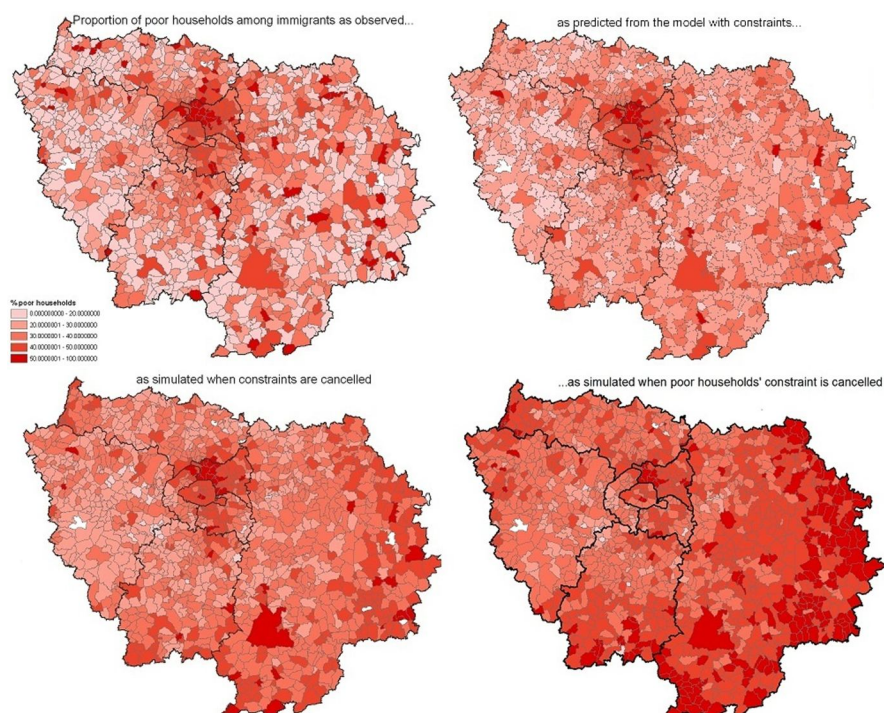 Proportion of poor households among immigrants as observed...
as predicted from the model with constraints...
% poor households
0.00000000 - 20.0000000
20.0000001 - 30.0000000
30.0000001 - 40.0000000
40.0000001 - 50.0000000
50.0000001 - 100.000000
as simulated when constraints are cancelled
...as simulated when poor households' constraint is cancelled